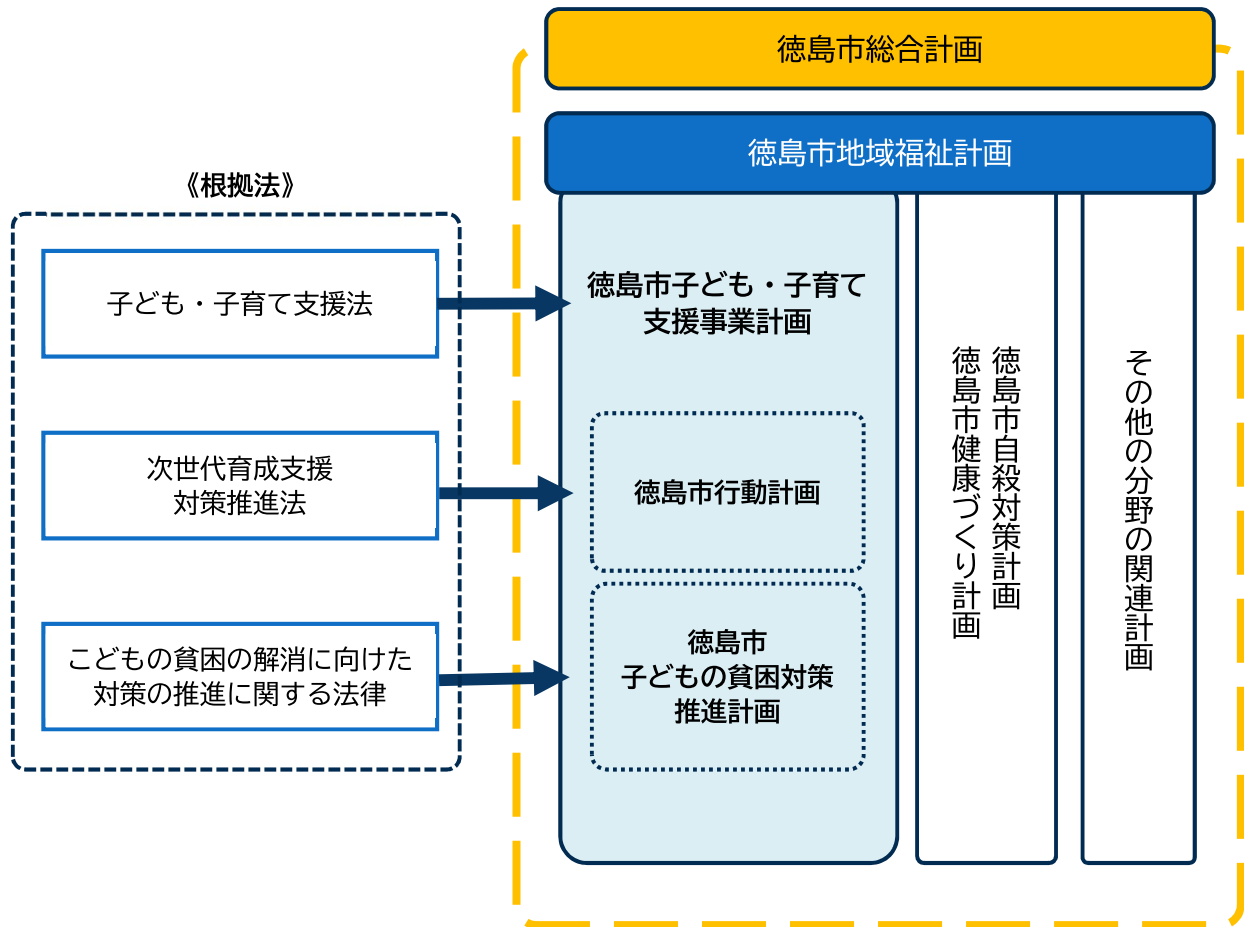 徳島市総合計画
徳島市地域福祉計画
《根拠法》
子ども・子育て支援法
次世代育成支援
対策推進法
こどもの貧困の解消に向けた
対策の推進に関する法律
徳島市子ども・子育て
支援事業計画
徳島市行動計画
徳島市
子どもの貧困対策
推進計画
徳島市自殺対策計画
徳島市健康づくり計画
その他の分野の関連計画